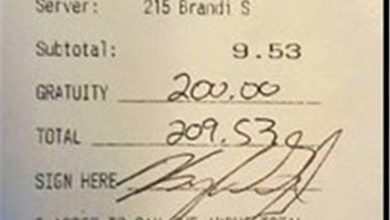 Server: 215 Brandi S
Subtotal: 9.53
GRATUITY 200.00
TOTAL 209.53
SIGN HERE